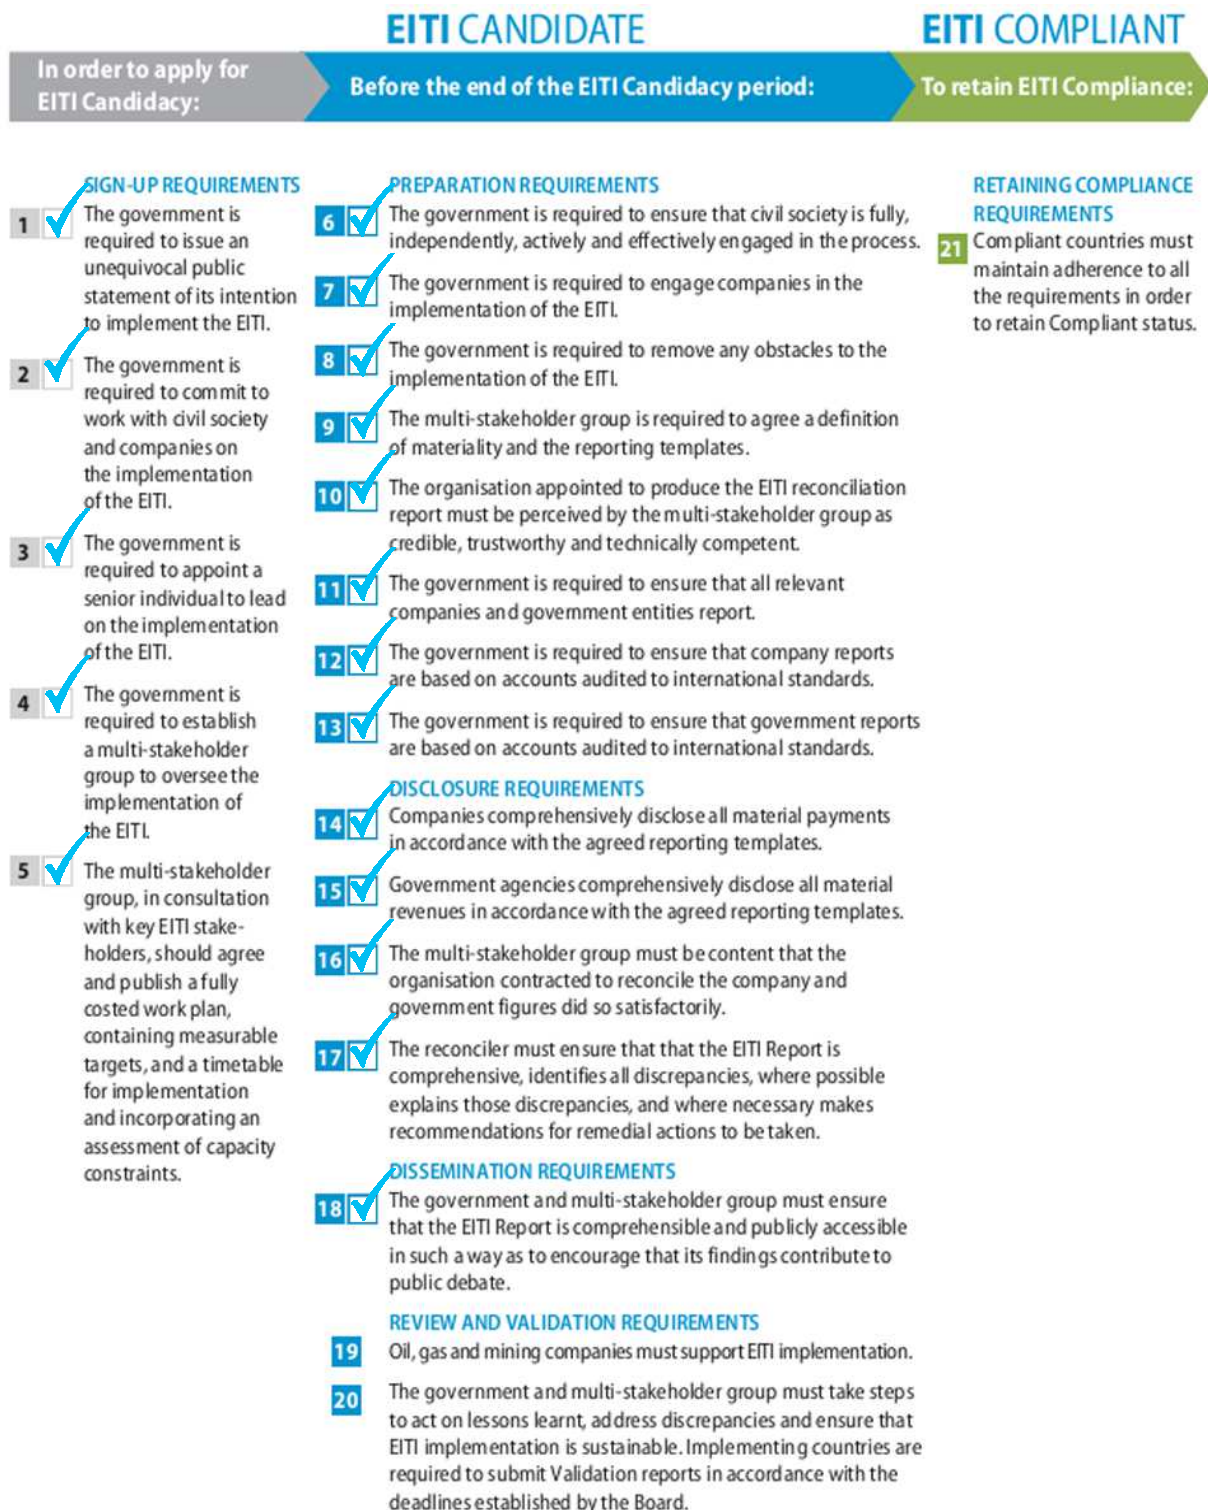 EITI CANDIDATE
EITI COMPLIANT
In order to apply for
EITI Candidacy:
Before the end of the EITI Candidacy period:
To retain EITI Compliance:
SIGN-UP REQUIREMENTS
1 The government is
required to issue an
unequivocal public
statement of its intention
to implement the EITI.
2 The government is
required to commit to
work with civil society
and companies on
the implementation
of the EITI.
3 The government is
required to appoint a
senior individual to lead
on the implementation
of the EITI.
4 The government is
required to establish
a multi-stakeholder
group to oversee the
implementation of
the EITI.
5 The multi-stakeholder
group, in consultation
with key EITI stake-
holders, should agree
and publish a fully
costed work plan,
containing measurable
targets, and a timetable
for implementation
and incorporating an
assessment of capacity
constraints.
PREPARATION REQUIREMENTS
6 The government is required to ensure that civil society is fully,
independently, actively and effectively engaged in the process.
7 The government is required to engage companies in the
implementation of the EITI.
8 The government is required to remove any obstacles to the
implementation of the EITI.
9 The multi-stakeholder group is required to agree a definition
of materiality and the reporting templates.
10 The organisation appointed to produce the EITI reconciliation
report must be perceived by the multi-stakeholder group as
credible, trustworthy and technically competent.
11 The government is required to ensure that all relevant
companies and government entities report.
12 The government is required to ensure that company reports
are based on accounts audited to international standards.
13 The government is required to ensure that government reports
are based on accounts audited to international standards.
DISCLOSURE REQUIREMENTS
14 Companies comprehensively disclose all material payments
in accordance with the agreed reporting templates.
15 Government agencies comprehensively disclose all material
revenues in accordance with the agreed reporting templates.
16 The multi-stakeholder group must be content that the
organisation contracted to reconcile the company and
government figures did so satisfactorily.
17 The reconciler must ensure that that the EITI Report is
comprehensive, identifies all discrepancies, where possible
explains those discrepancies, and where necessary makes
recommendations for remedial actions to be taken.
DISSEMINATION REQUIREMENTS
18 The government and multi-stakeholder group must ensure
that the EITI Report is comprehensible and publicly accessible
in such a way as to encourage that its findings contribute to
public debate.
REVIEW AND VALIDATION REQUIREMENTS
19 Oil, gas and mining companies must support EITI implementation.
20 The government and multi-stakeholder group must take steps
to act on lessons learnt, address discrepancies and ensure that
EITI implementation is sustainable. Implementing countries are
required to submit Validation reports in accordance with the
deadlines established by the Board.
RETAINING COMPLIANCE
REQUIREMENTS
21 Compliant countries must
maintain adherence to all
the requirements in order
to retain Compliant status.